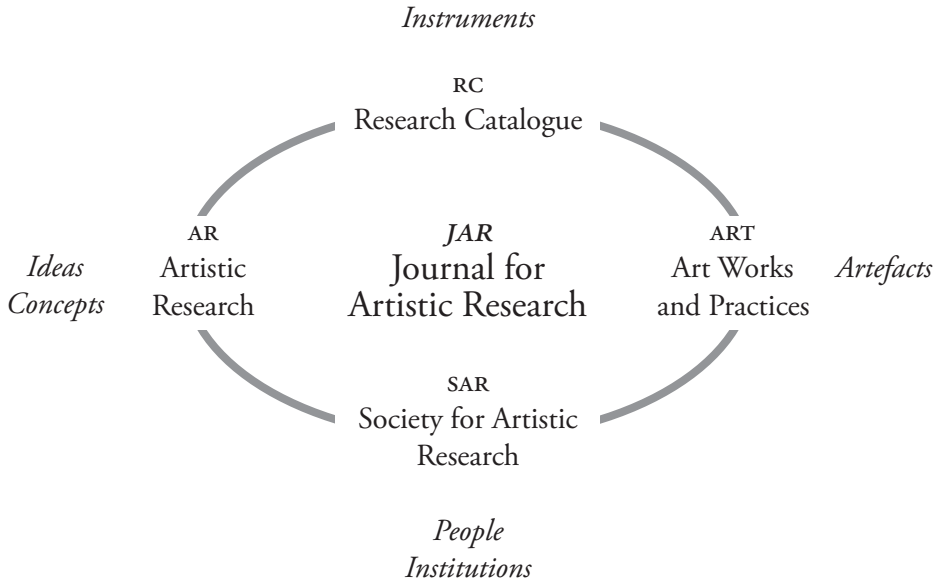 Instruments
RC
Research Catalogue
AR
Artistic
Research
Ideas
Concepts
JAR
Journal for
Artistic Research
ART
Art Works
and Practices
Artefacts
SAR
Society for Artistic
Research
People
Institutions